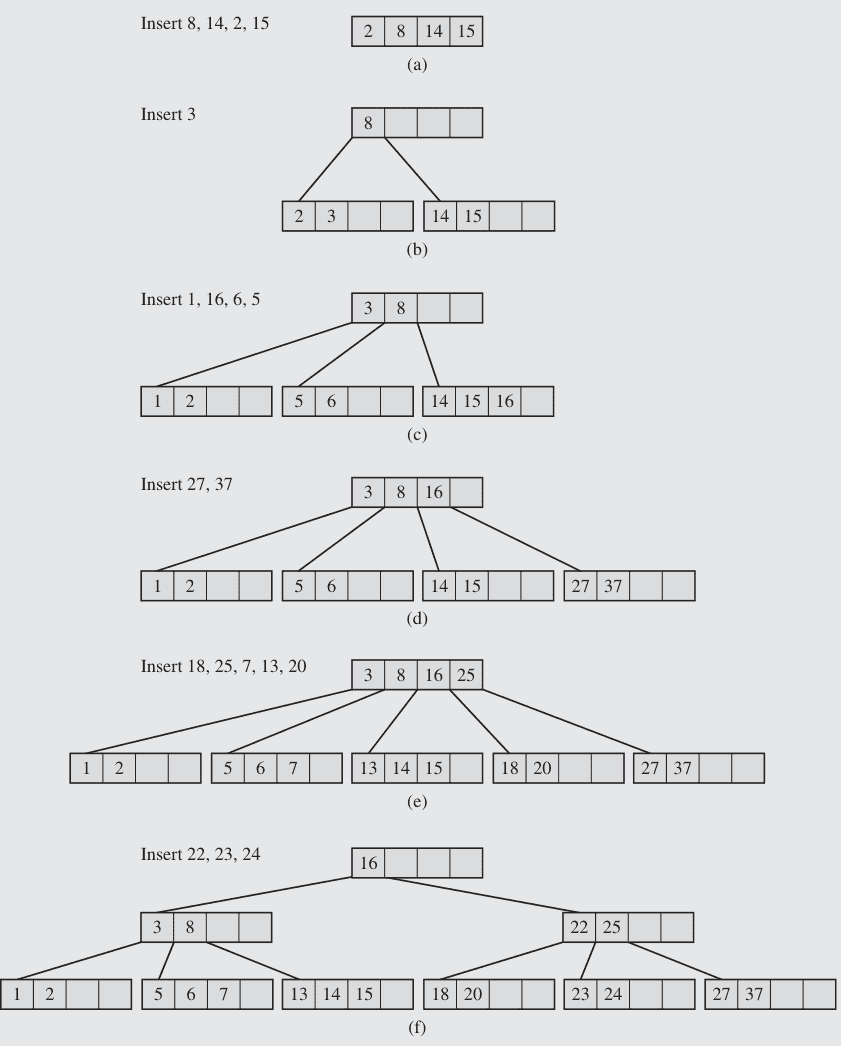 Insert 8, 14, 2, 15
2 8 14 15
(a)
Insert 3
8
2 3
14 15
(b)
Insert 1, 16, 6, 5
3 8
1 2
5 6
14 15 16
(c)
Insert 27, 37
3 8 16
1 2
5 6
14 15
27 37
(d)
Insert 18, 25, 7, 13, 20
3 8 16 25
1 2
5 6 7
13 14 15
18 20
27 37
(e)
Insert 22, 23, 24
16
3 8
22 25
1 2
5 6 7
13 14 15
18 20
23 24
27 37
(f)